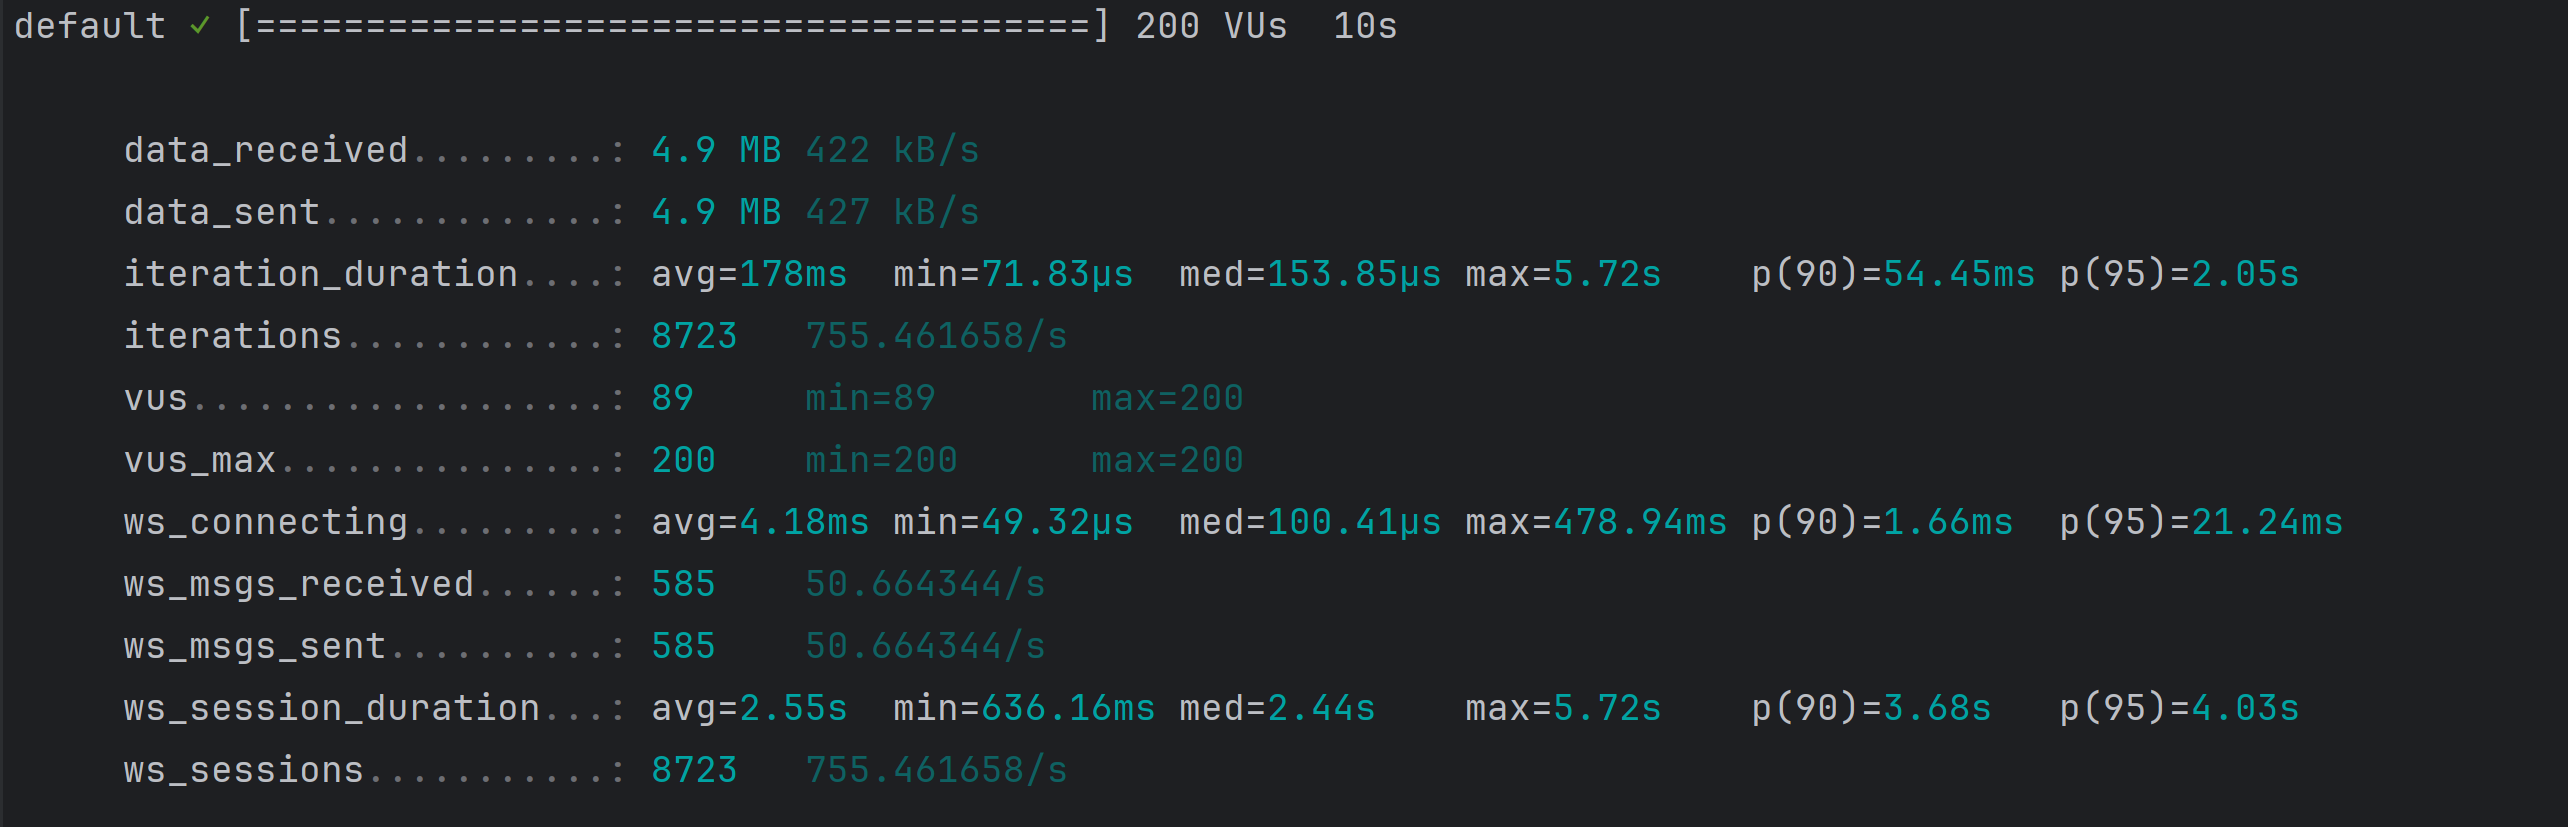 default ✓ [======================================] 200 VUs  10s
data_received.........: 4.9 MB 422 kB/s
data_sent.............: 4.9 MB 427 kB/s
iteration_duration....: avg=178ms  min=71.83µs  med=153.85µs max=5.72s    p(90)=54.45ms p(95)=2.05s
iterations............: 8723   755.461658/s
vus...................: 89     min=89       max=200
vus_max...............: 200    min=200      max=200
ws_connecting.........: avg=4.18ms min=49.32µs  med=100.41µs max=478.94ms p(90)=1.66ms  p(95)=21.24ms
ws_msgs_received......: 585    50.664344/s
ws_msgs_sent..........: 585    50.664344/s
ws_session_duration...: avg=2.55s  min=636.16ms med=2.44s    max=5.72s    p(90)=3.68s   p(95)=4.03s
ws_sessions...........: 8723   755.461658/s